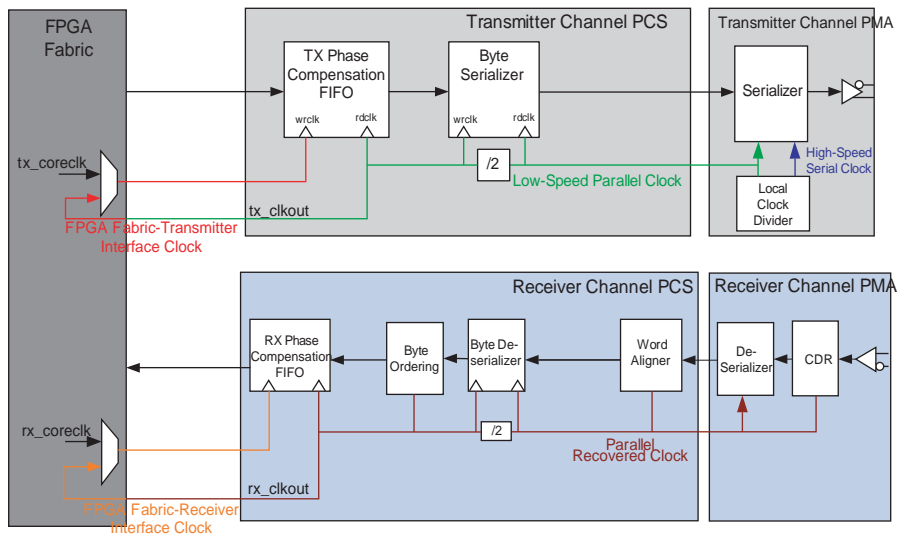 FPGA
Fabric
Transmitter Channel PCS
Transmitter Channel PMA
TX Phase
Compensation
FIFO
wrclk
rdclk
Byte
Serializer
wrclk
rdclk
Serializer
/2
Low-Speed Parallel Clock
High-Speed
Serial Clock
Local
Clock
Divider
tx_coreclk
tx_clkout
FPGA Fabric-Transmitter
Interface Clock
Receiver Channel PCS
Receiver Channel PMA
RX Phase
Compensation
FIFO
Byte
Ordering
Byte De-
serializer
Word
Aligner
De-
Serializer
CDR
/2
Parallel
Recovered Clock
rx_coreclk
rx_clkout
FPGA Fabric-Receiver
Interface Clock